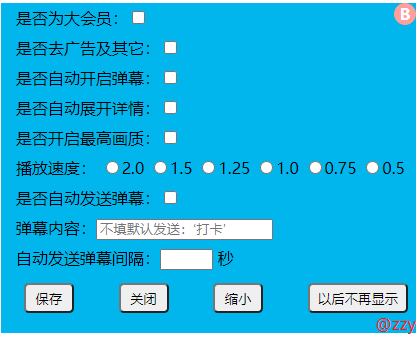 是否为大会员：
B
是否去广告及其它：
是否自动开启弹幕：
是否自动展开详情：
是否开启最高画质：
播放速度： 2.0 1.5 1.25 1.0 0.75 0.5
是否自动发送弹幕：
弹幕内容： 不填默认发送：'打卡'
自动发送弹幕间隔： 秒
保存 关闭 缩小 以后不再显示
@zzy